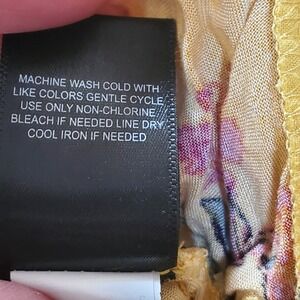 MACHINE WASH COLD WITH
LIKE COLORS GENTLE CYCLE
USE ONLY NON-CHLORINE
BLEACH IF NEEDED LINE DRY
COOL IRON IF NEEDED